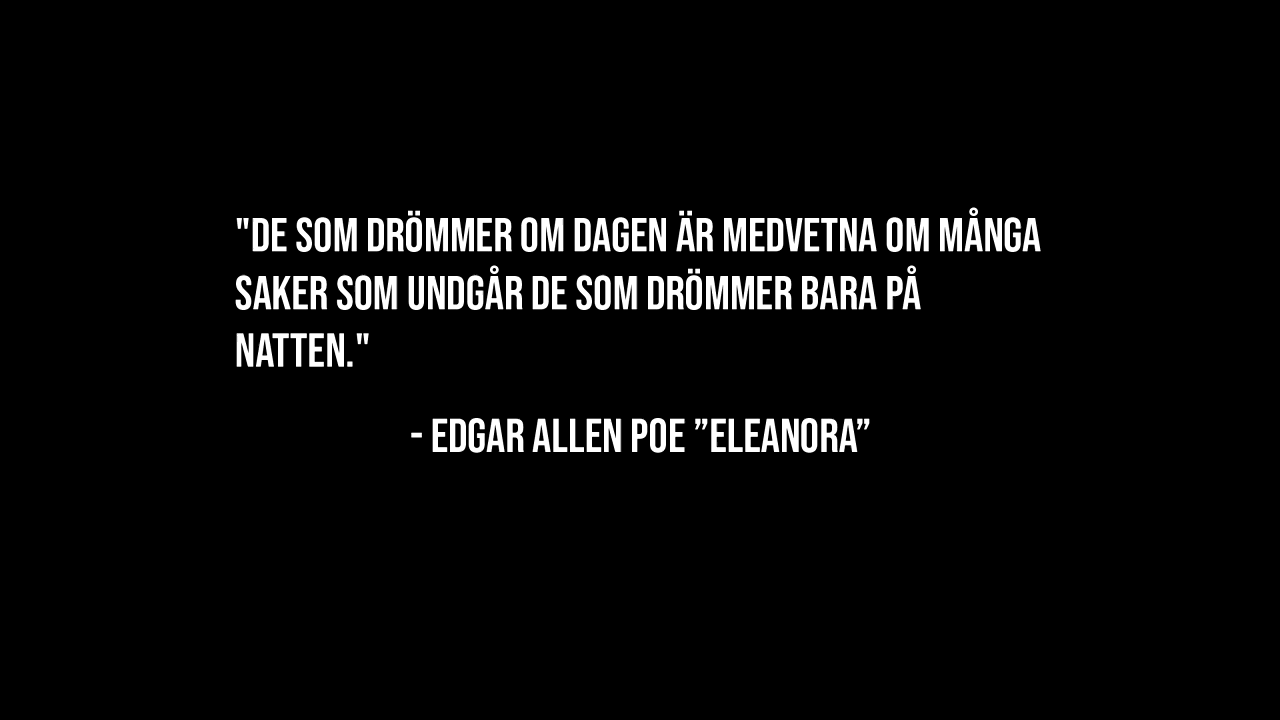 "DE SOM DRÖMMER OM DAGEN ÄR MEDVETNA OM MÅNGA
SAKER SOM UNDGÅR DE SOM DRÖMMER BARA PÅ
NATTEN."
- EDGAR ALLEN POE ”ELEANORA”